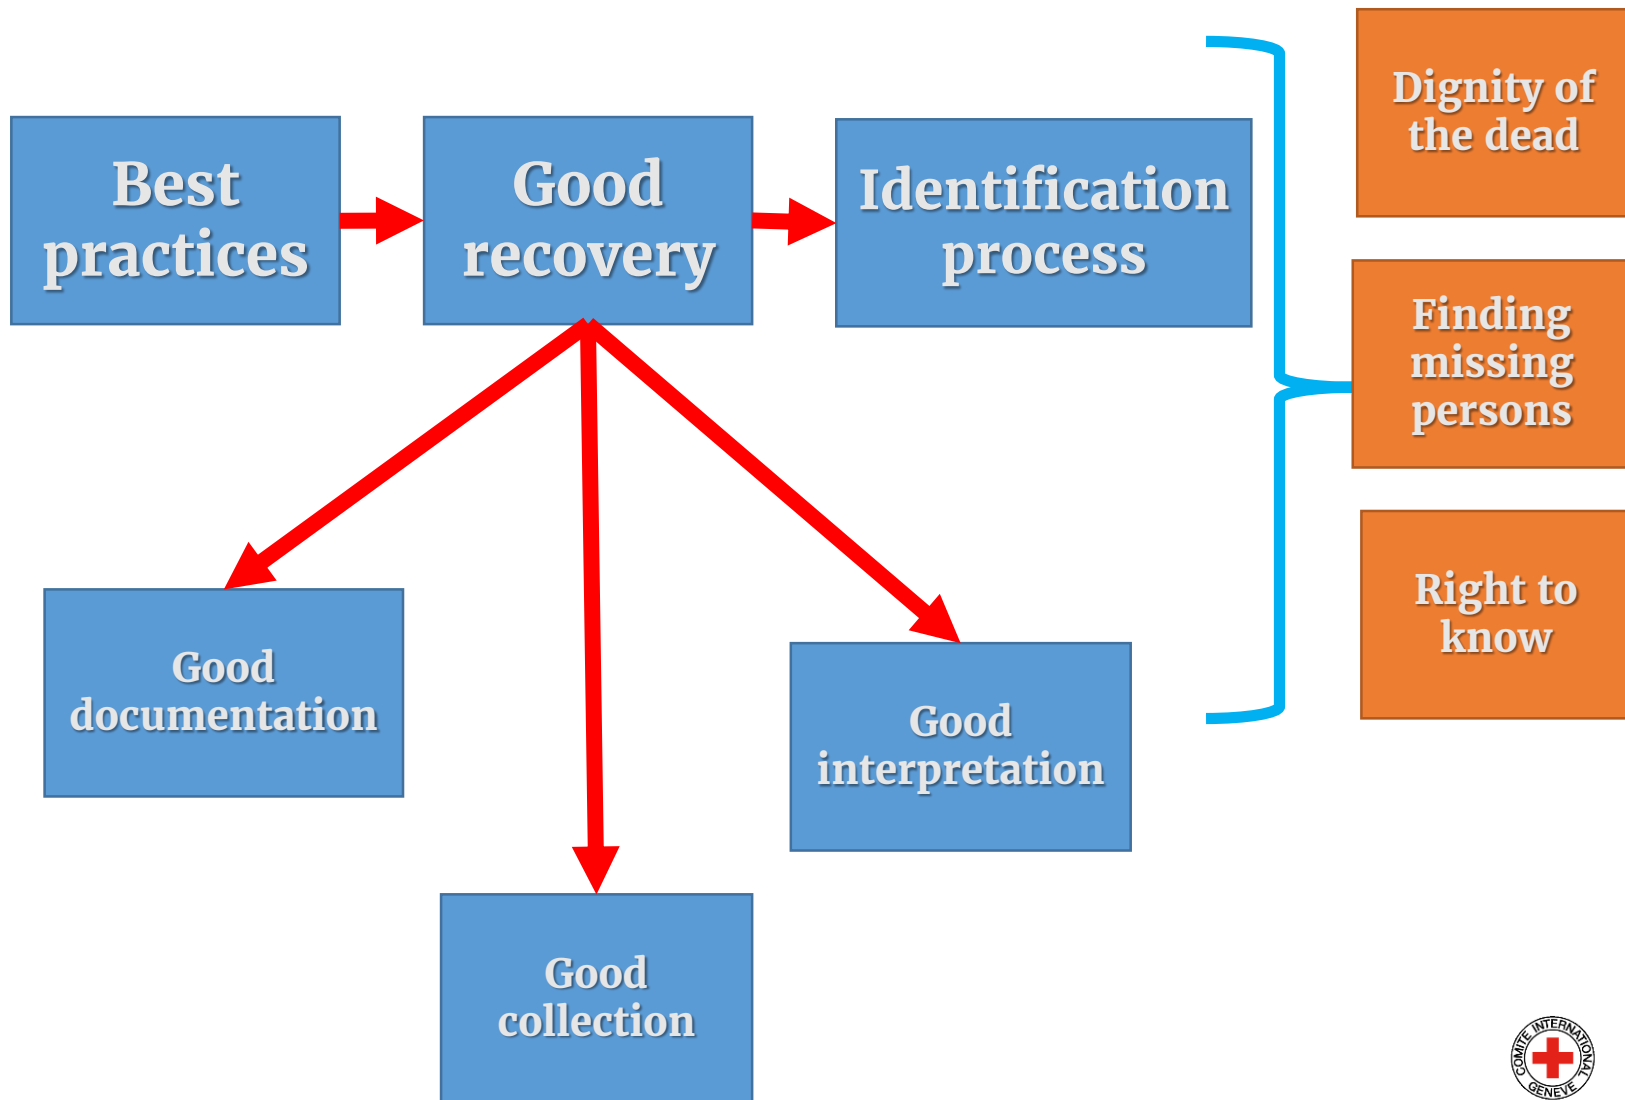 Best
practices
Good
recovery
Identification
process
Good
documentation
Good
collection
Good
interpretation
Dignity of
the dead
Finding
missing
persons
Right to
know
COMITE INTERNATIONAL
GENEVE